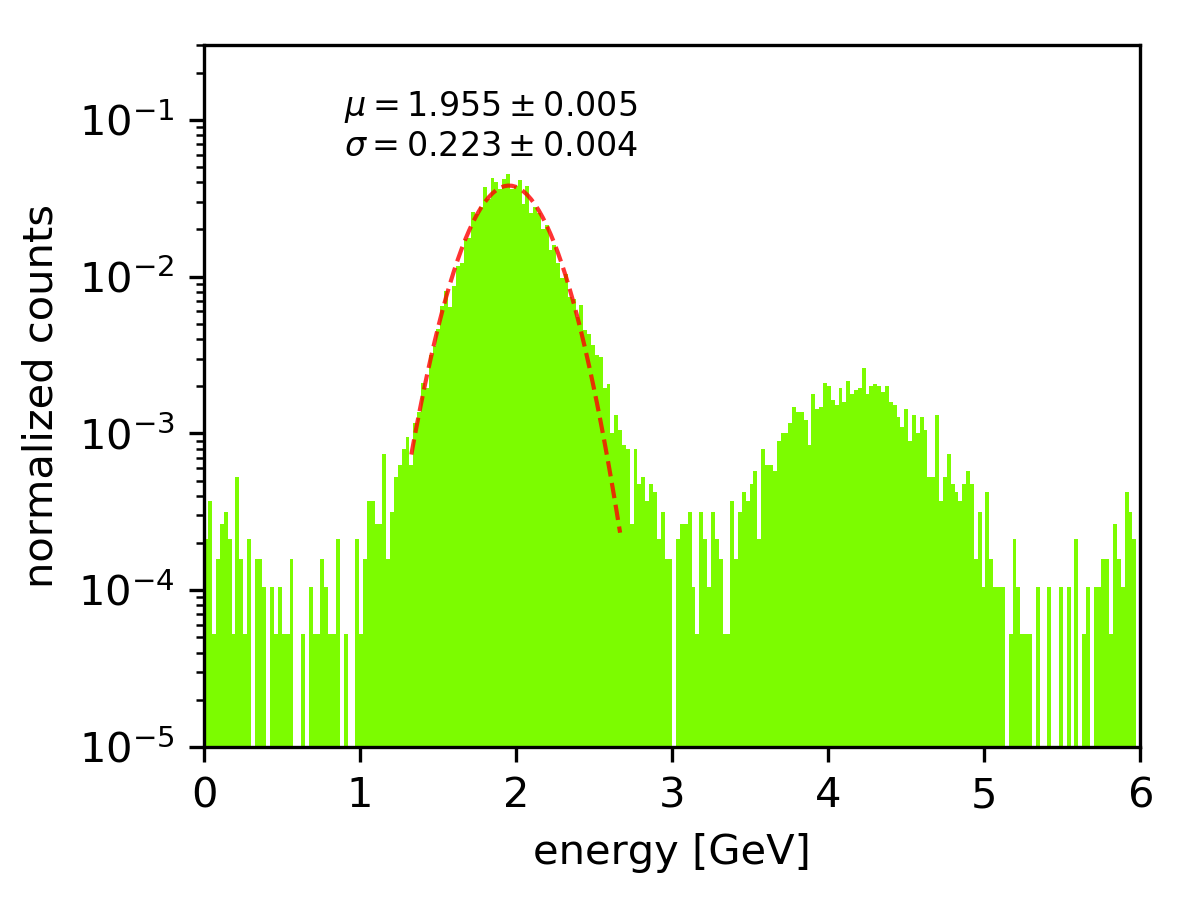 μ = 1.955 ± 0.005
σ = 0.223 ± 0.004
10⁻¹
10⁻²
10⁻³
10⁻⁴
10⁻⁵
normalized counts
0 1 2 3 4 5 6
energy [GeV]